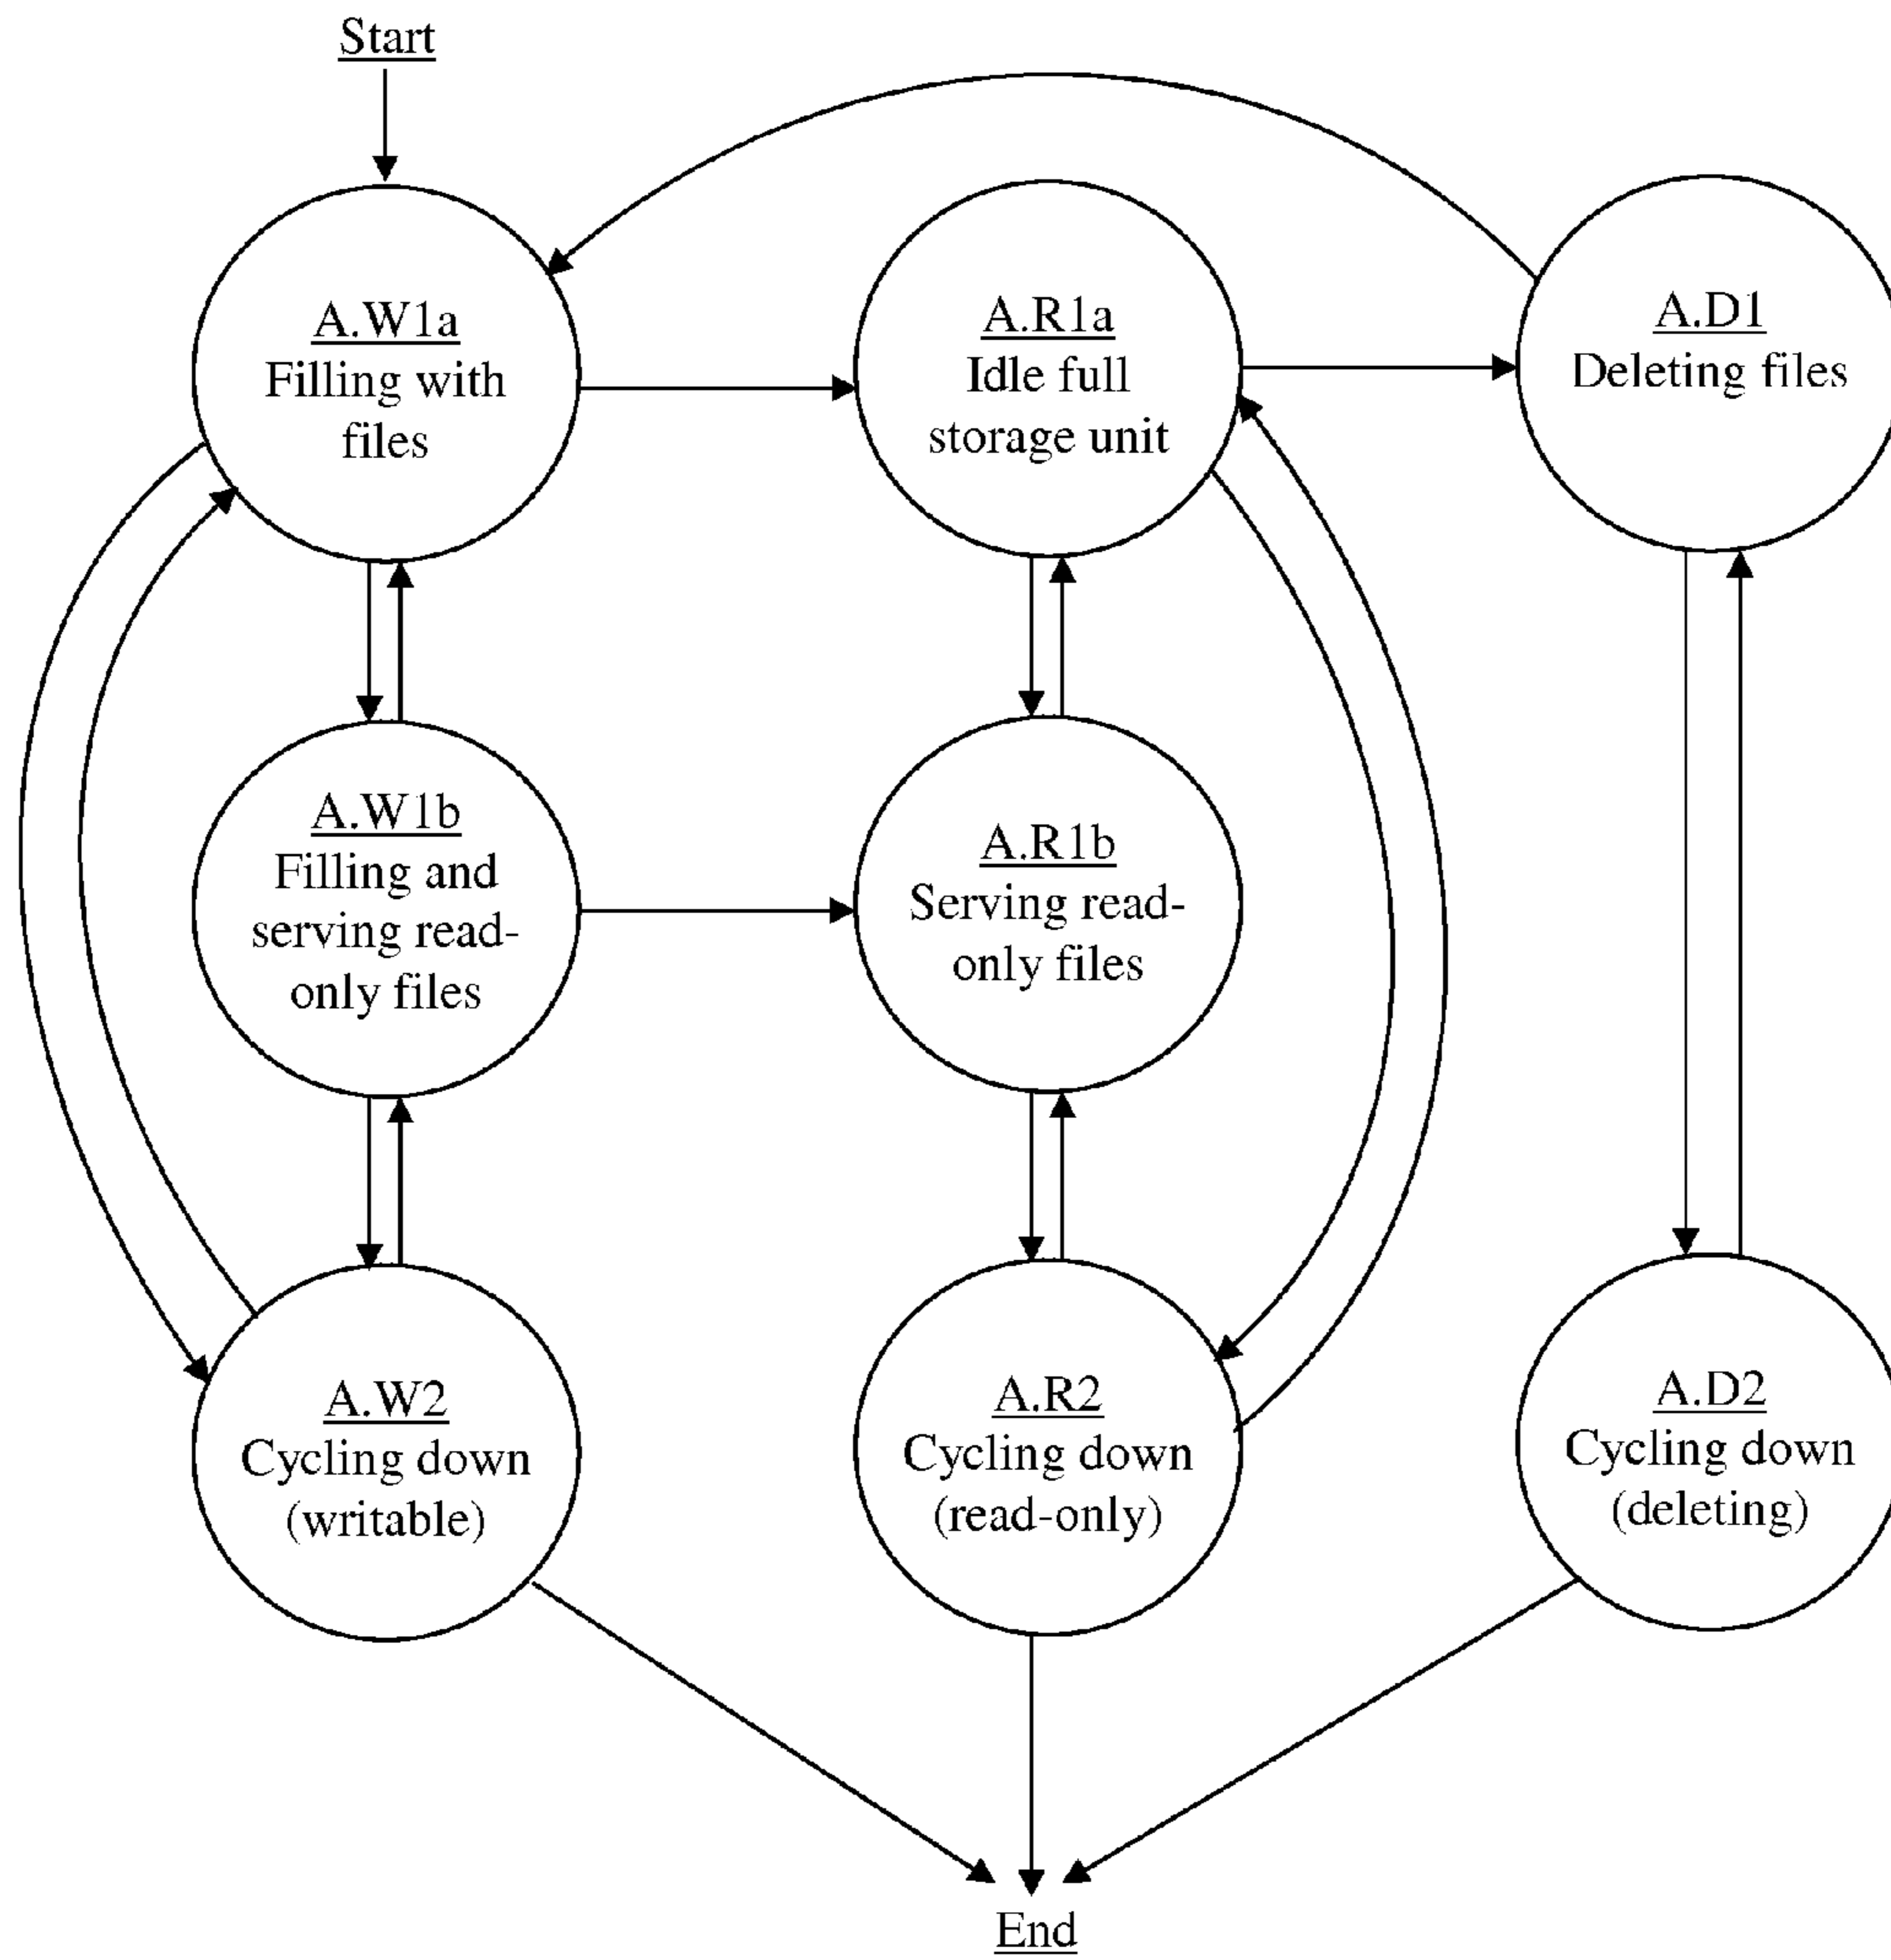 Start
A.W1a
Filling with
files
A.R1a
Idle full
storage unit
A.D1
Deleting files
A.W1b
Filling and
serving read-
only files
A.R1b
Serving read-
only files
A.W2
Cycling down
(writable)
A.R2
Cycling down
(read-only)
A.D2
Cycling down
(deleting)
End